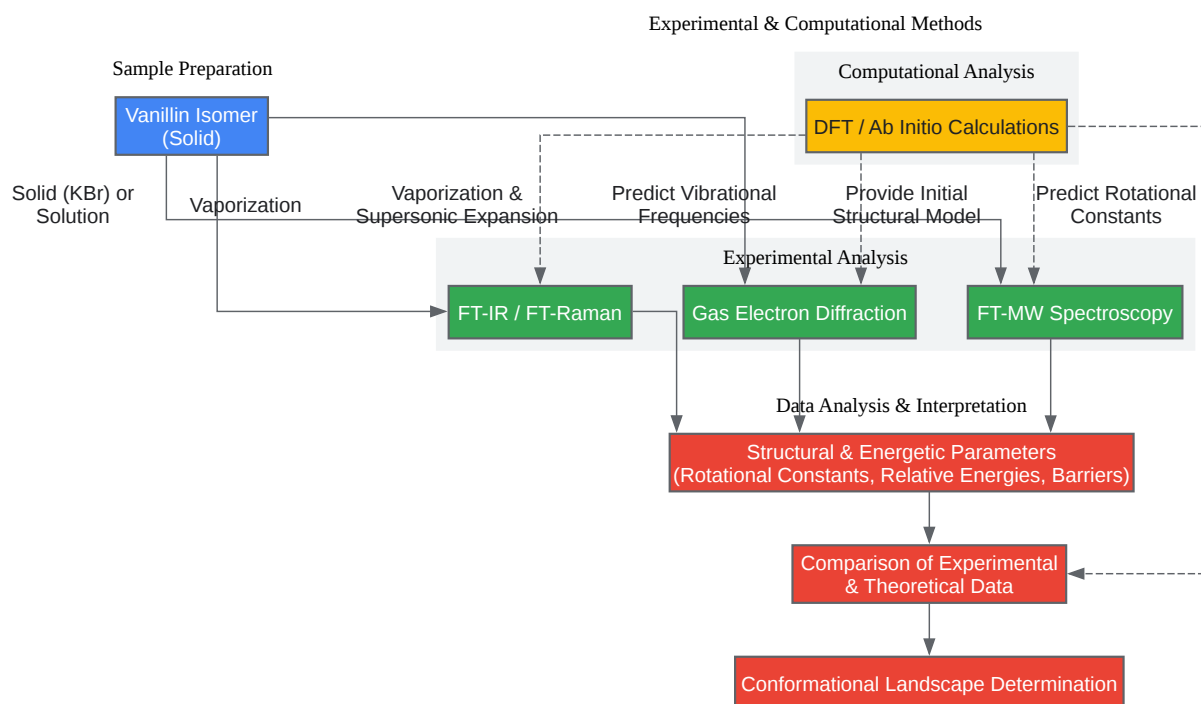 Experimental & Computational Methods
Sample Preparation
Computational Analysis
Vanillin Isomer
(Solid)
DFT / Ab Initio Calculations
Solid (KBr) or
Solution
Vaporization
Vaporization &
Supersonic Expansion
Predict Vibrational
Frequencies
Provide Initial
Structural Model
Predict Rotational
Constants
Experimental Analysis
FT-IR / FT-Raman
Gas Electron Diffraction
FT-MW Spectroscopy
Data Analysis & Interpretation
Structural & Energetic Parameters
(Rotational Constants, Relative Energies, Barriers)
Comparison of Experimental
& Theoretical Data
Conformational Landscape Determination